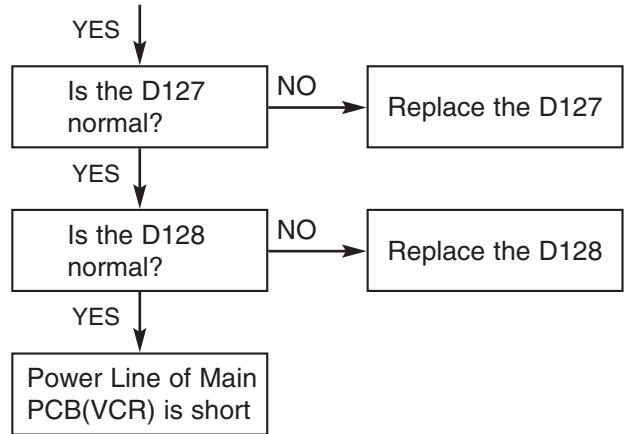 YES
Is the D127
normal?
NO
Replace the D127
YES
Is the D128
normal?
NO
Replace the D128
YES
Power Line of Main
PCB(VCR) is short